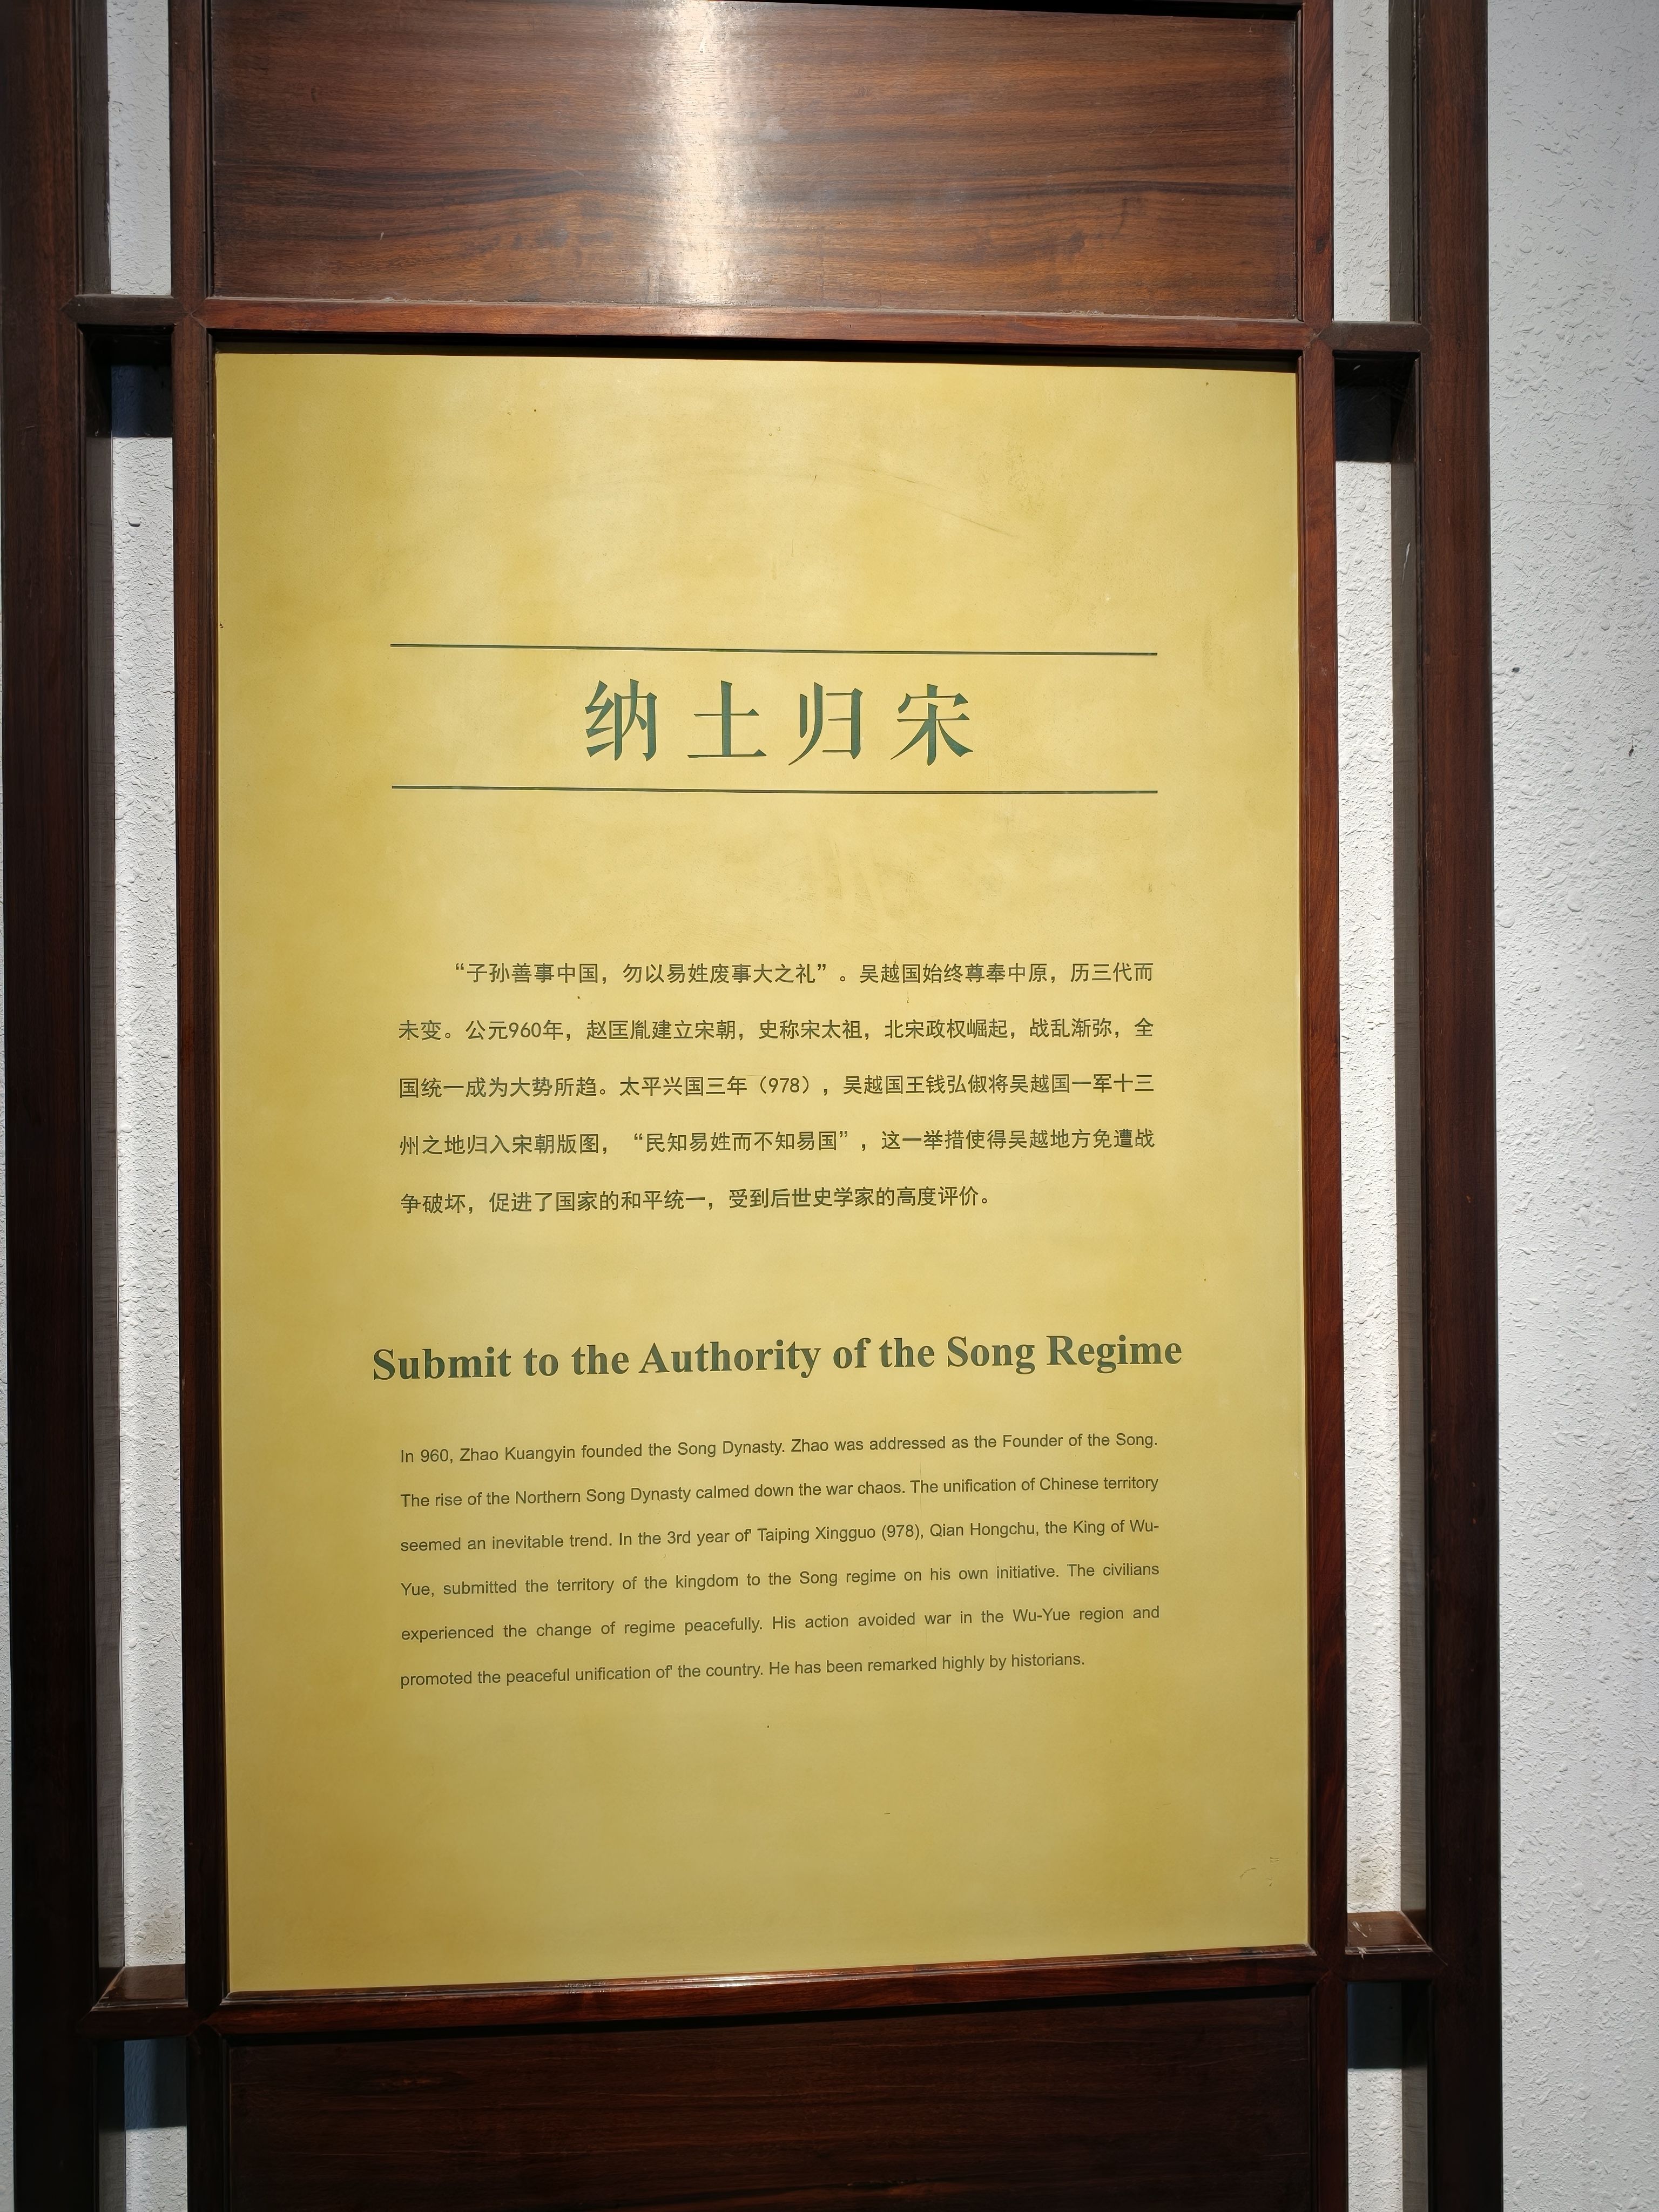 纳土归宋
“子孙善事中国，勿以易姓废事大之礼”。吴越国始终尊奉中原，历三代而
未变。公元960年，赵匡胤建立宋朝，史称宋太祖，北宋政权崛起，战乱渐弥，全
国统一成为大势所趋。太平兴国三年（978），吴越国王钱弘俶将吴越国一军十三
州之地归入宋朝版图，“民知易姓而不知易国”，这一举措使得吴越地方免遭战
争破坏，促进了国家的和平统一，受到后世史学家的高度评价。
Submit to the Authority of the Song Regime
In 960, Zhao Kuangyin founded the Song Dynasty. Zhao was addressed as the Founder of the Song.
The rise of the Northern Song Dynasty calmed down the war chaos. The unification of Chinese territory
seemed an inevitable trend. In the 3rd year of' Taiping Xingguo (978), Qian Hongchu, the King of Wu-
Yue, submitted the territory of the kingdom to the Song regime on his own initiative. The civilians
experienced the change of regime peacefully. His action avoided war in the Wu-Yue region and
promoted the peaceful unification of' the country. He has been remarked highly by historians.